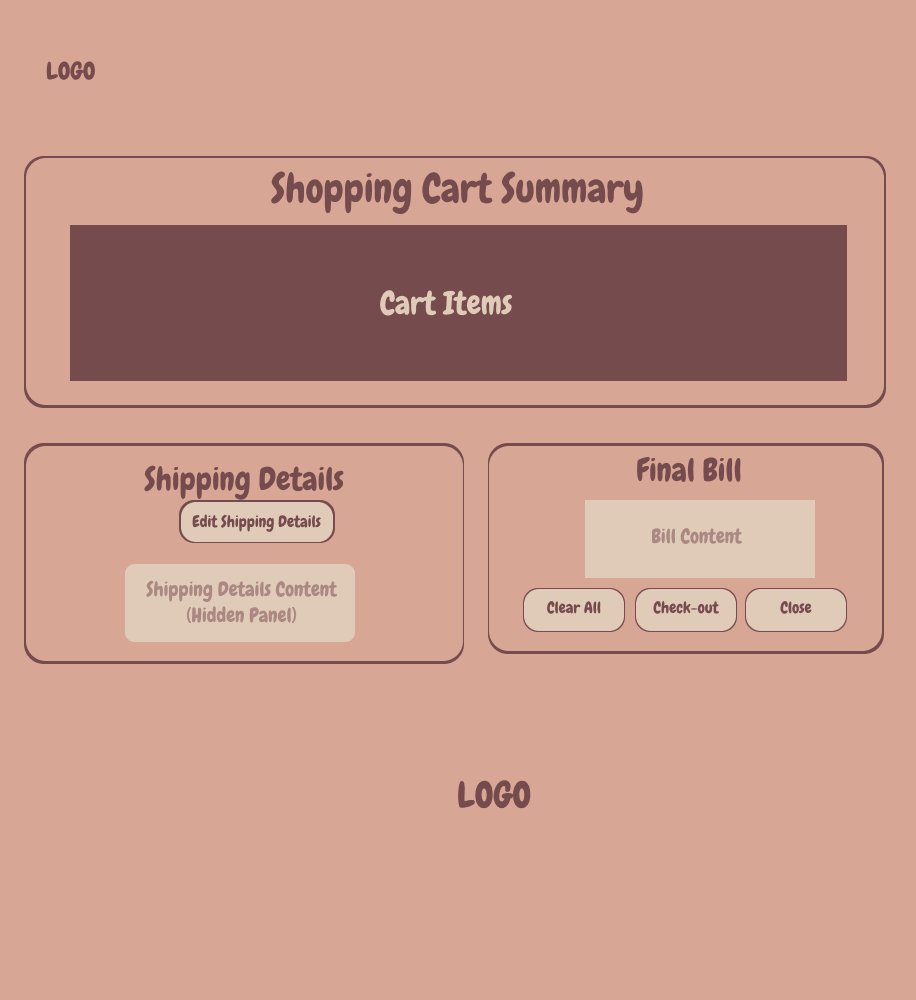 LOGO
Shopping Cart Summary
Cart Items
Shipping Details
Edit Shipping Details
Shipping Details Content
(Hidden Panel)
Final Bill
Bill Content
Clear All
Check-out
Close
LOGO